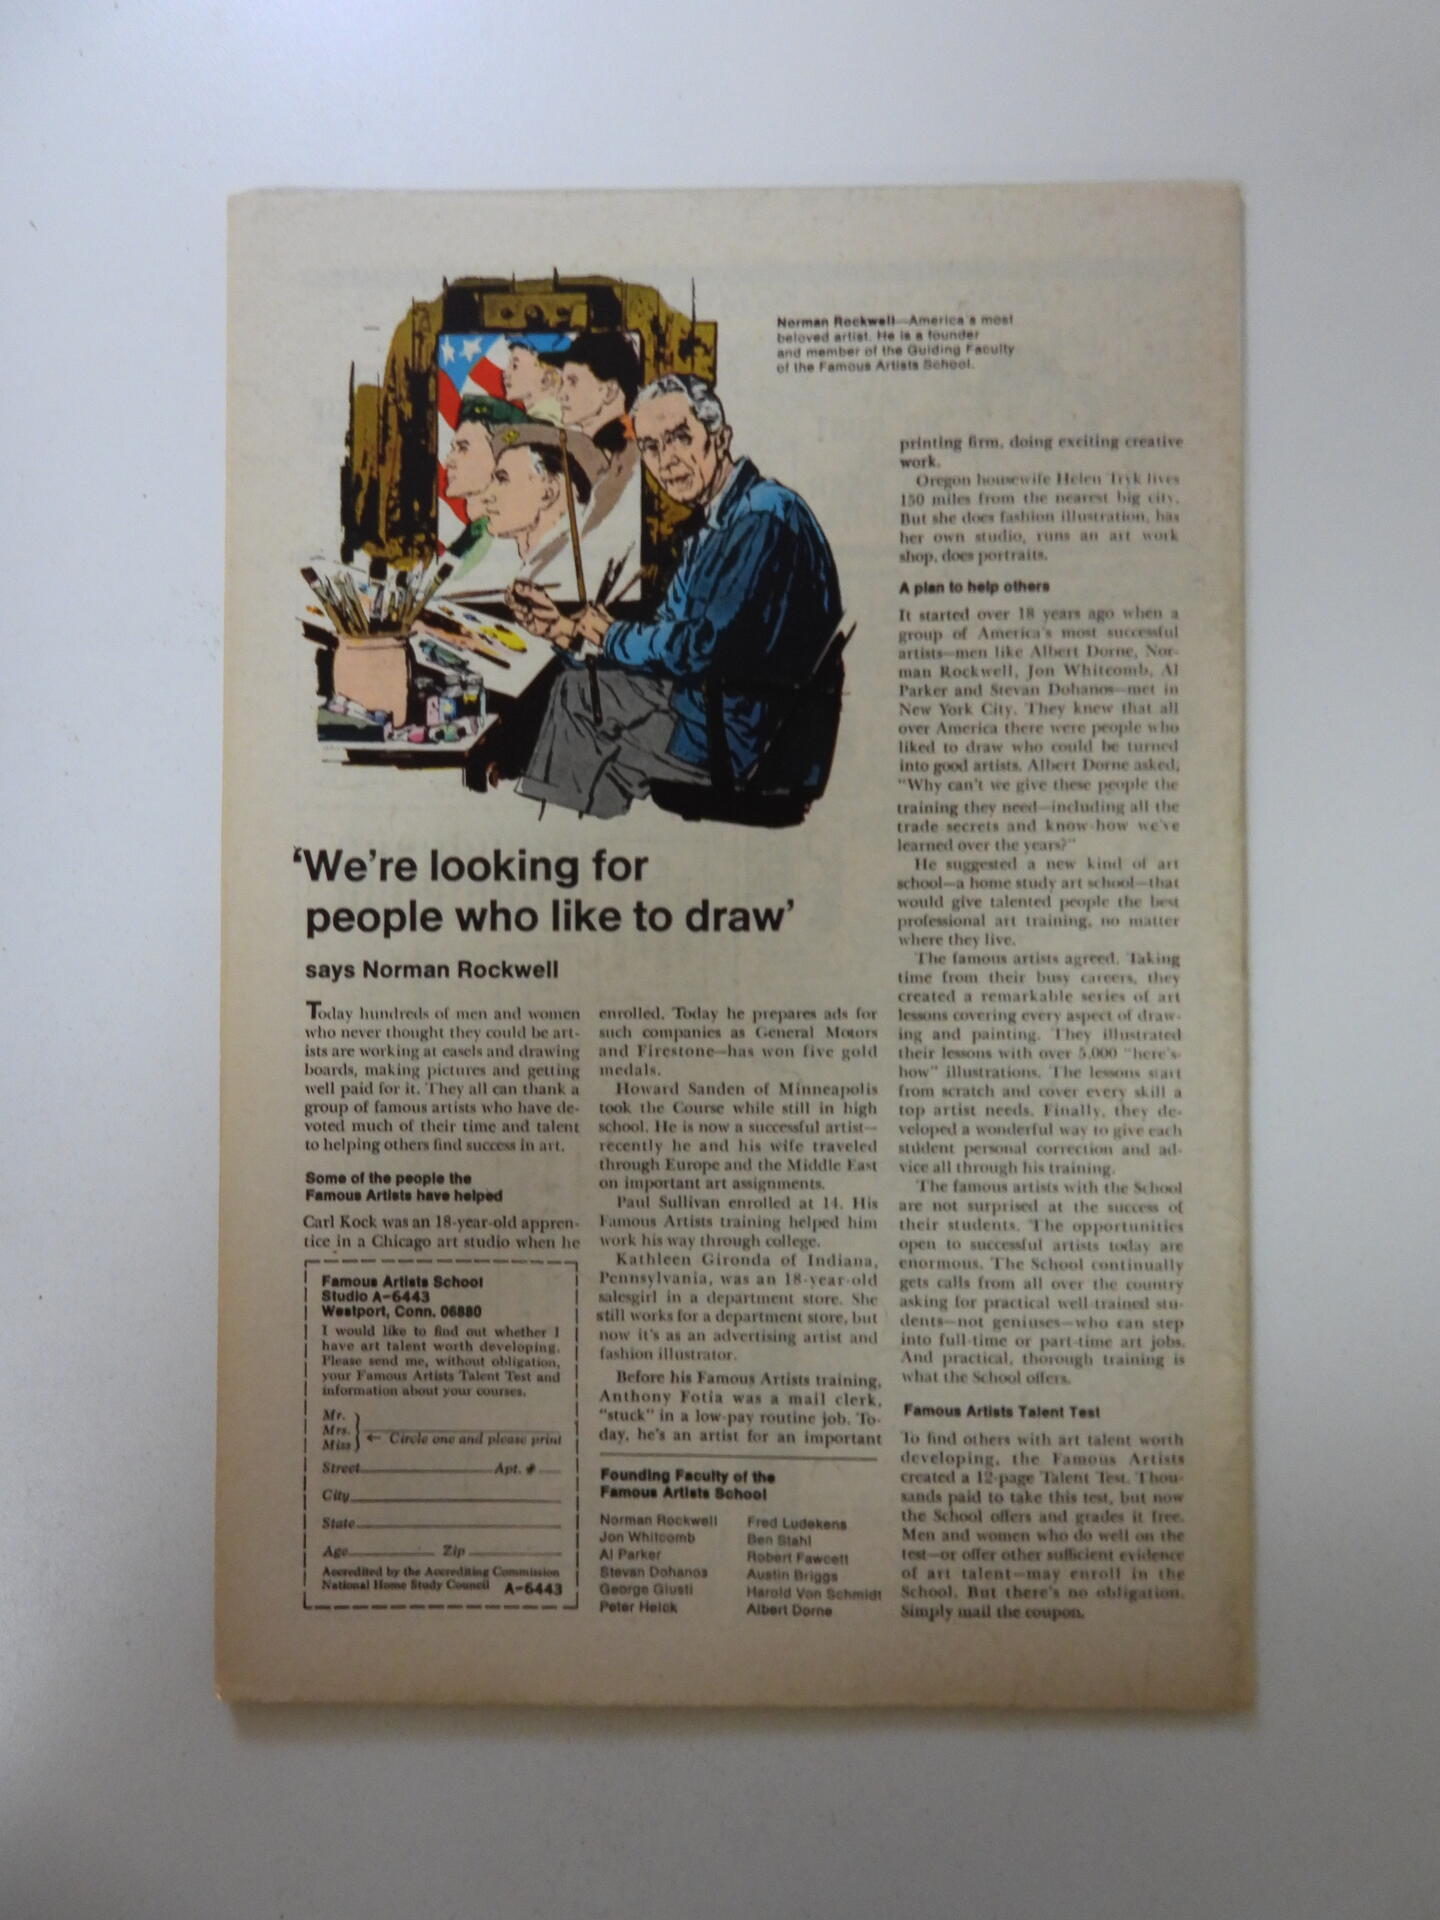 Norman Rockwell—America's most
beloved artist. He is a founder
and member of the Guiding Faculty
of the Famous Artists School.
'We're looking for
people who like to draw'
says Norman Rockwell
Today hundreds of men and women
who never thought they could be art-
ists are working at easels and drawing
boards, making pictures and getting
well paid for it. They all can thank a
group of famous artists who have de-
voted much of their time and talent
to helping others find success in art.
Some of the people the
Famous Artists have helped
Carl Kock was an 18-year-old appren-
tice in a Chicago art studio when he
enrolled. Today he prepares ads for
such companies as General Motors
and Firestone—has won five gold
medals.
Howard Sanden of Minneapolis
took the Course while still in high
school. He is now a successful artist—
recently he and his wife traveled
through Europe and the Middle East
on important art assignments.
Paul Sullivan enrolled at 14. His
Famous Artists training helped him
work his way through college.
Kathleen Gironda of Indiana,
Pennsylvania, was an 18-year-old
salesgirl in a department store. She
still works for a department store, but
now it's as an advertising artist and
fashion illustrator.
Before his Famous Artists training,
Anthony Fotia was a mail clerk,
"stuck" in a low-pay routine job. To-
day, he's an artist for an important
printing firm, doing exciting creative
work.
Oregon housewife Helen Tryk lives
150 miles from the nearest big city.
But she does fashion illustration, has
her own studio, runs an art work
shop, does portraits.
A plan to help others
It started over 18 years ago when a
group of America's most successful
artists—men like Albert Dorne, Nor-
man Rockwell, Jon Whitcomb, Al
Parker and Stevan Dohanos—met in
New York City. They knew that all
over America there were people who
liked to draw who could be turned
into good artists. Albert Dorne asked,
"Why can't we give these people the
training they need—including all the
trade secrets and know-how we've
learned over the years?"
He suggested a new kind of art
school—a home study art school—that
would give talented people the best
professional art training, no matter
where they live.
The famous artists agreed. Taking
time from their busy careers, they
created a remarkable series of art
lessons covering every aspect of draw-
ing and painting. They illustrated
their lessons with over 5,000 "here's-
how" illustrations. The lessons start
from scratch and cover every skill a
top artist needs. Finally, they de-
veloped a wonderful way to give each
student personal correction and ad-
vice all through his training.
The famous artists with the School
are not surprised at the success of
their students. The opportunities
open to successful artists today are
enormous. The School continually
gets calls from all over the country
asking for practical well-trained stu-
dents—not geniuses—who can step
into full-time or part-time art jobs.
And practical, thorough training is
what the School offers.
Famous Artists Talent Test
To find others with art talent worth
developing, the Famous Artists
created a 12-page Talent Test. Thou-
sands paid to take this test, but now
the School offers and grades it free.
Men and women who do well on the
test—or offer other sufficient evidence
of art talent—may enroll in the
School. But there's no obligation.
Simply mail the coupon.
Famous Artists School
Studio A-6443
Westport, Conn. 06880
I would like to find out whether I
have art talent worth developing.
Please send me, without obligation,
your Famous Artists Talent Test and
information about your courses.
Mr.
Mrs.
Miss
← Circle one and please print
Street Apt. #
City
State
Age Zip
Accredited by the Accrediting Commission
National Home Study Council A-6443
Founding Faculty of the
Famous Artists School
Norman Rockwell
Jon Whitcomb
Al Parker
Stevan Dohanos
George Giusti
Peter Helck
Fred Ludekens
Ben Stahl
Robert Fawcett
Austin Briggs
Harold Von Schmidt
Albert Dorne